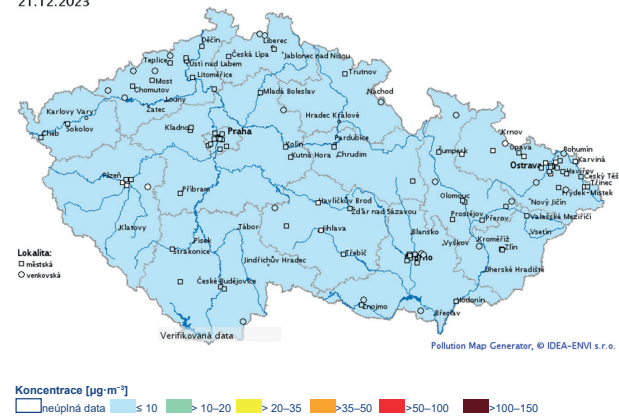 21.12.2023
Děčín
Liberec
Teplice
Ústí nad Labem
Česká Lípa
Jablonec nad Nisou
Most
Litoměřice
Trutnov
Chomutov
Mladá Boleslav
Náchod
Louny
Žatec
Karlovy Vary
Hradec Králové
Sokolov
Cheb
Kladno
Praha
Krnov
Kolín
Pardubice
Opava
Bohumín
Kutná Hora
Chrudim
Šumperk
Ostrava
Karviná
Havířov
Český Těš
Plzeň
Třinec
Příbram
Frýdek-Místek
Olomouc
Nový Jičín
Havlíčkův Brod
Žďár nad Sázavou
Prostějov
Přerov
Valašské Meziříčí
Klatovy
Tábor
Jihlava
Blansko
Vsetín
Písek
Vyškov
Kroměříž
Strakonice
Třebíč
Zlín
Jindřichův Hradec
Brno
Uherské Hradiště
České Budějovice
Znojmo
Hodonín
Břeclav
Lokalita:
městská
venkovská
Verifikovaná data
Pollution Map Generator, © IDEA-ENVI s.r.o.
Koncentrace [µg·m⁻³]
neúplná data ≤ 10 > 10–20 > 20–35 >35–50 >50–100 >100–150